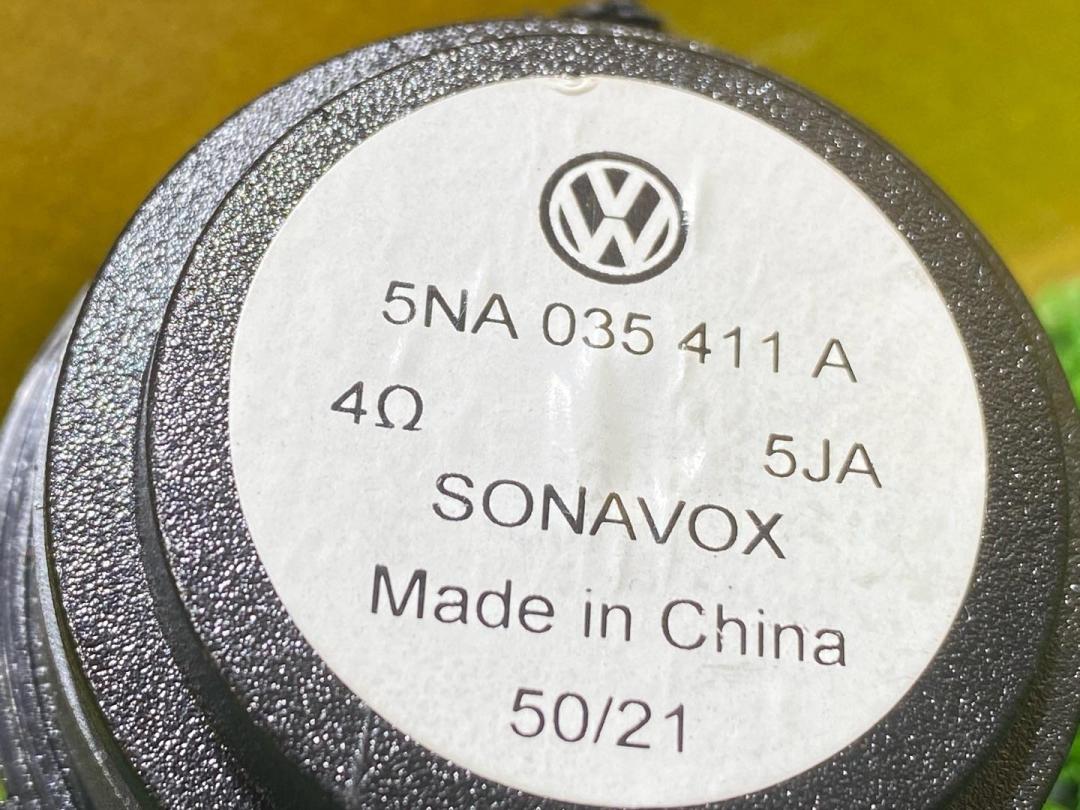 5NA 035 411 A
4Ω
5JA
SONAVOX
Made in China
50/21